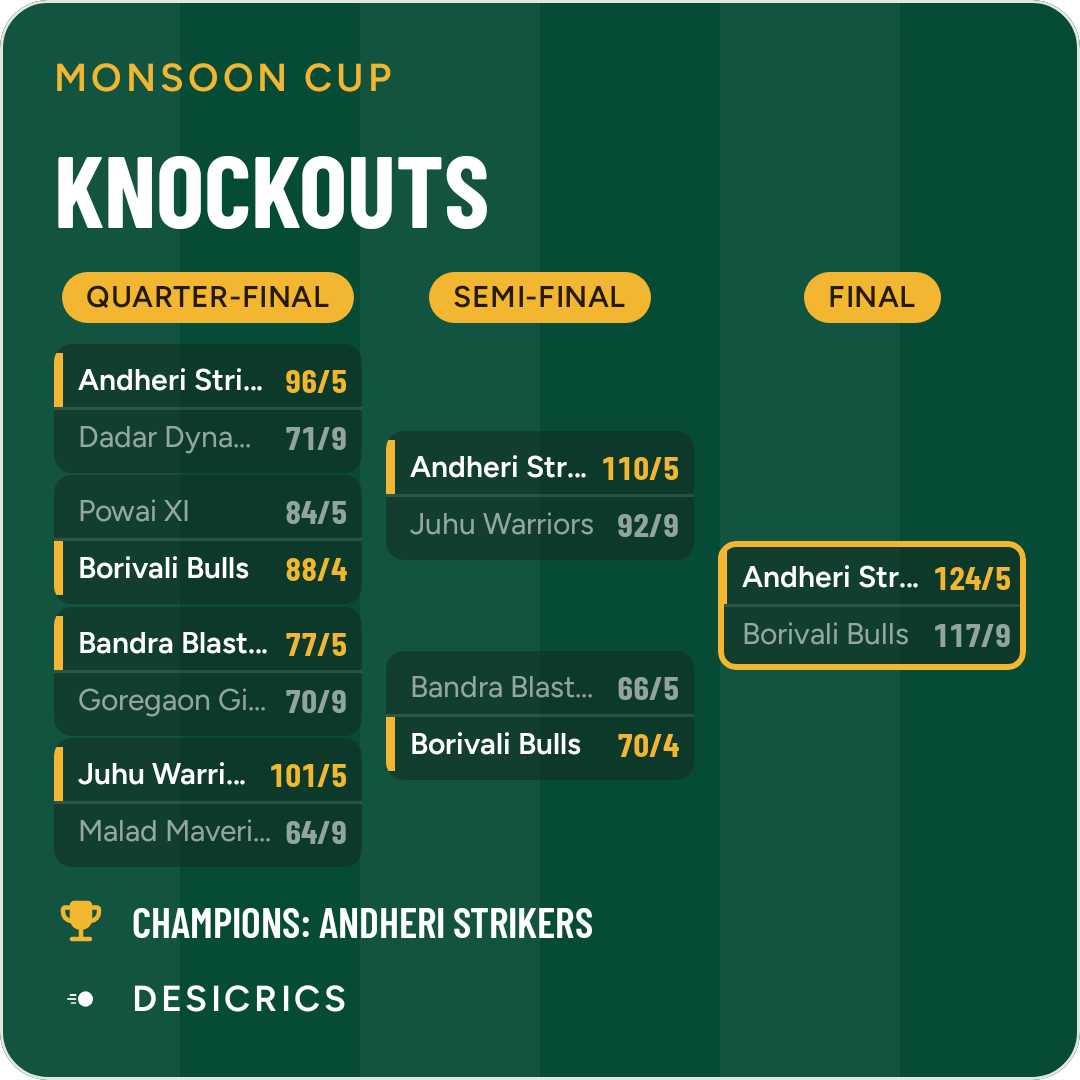 MONSOON CUP
KNOCKOUTS
QUARTER-FINAL
Andheri Stri... 96/5
Dadar Dyna... 71/9
Powai XI 84/5
Borivali Bulls 88/4
Bandra Blast... 77/5
Goregaon Gi... 70/9
Juhu Warri... 101/5
Malad Maveri... 64/9
SEMI-FINAL
Andheri Str... 110/5
Juhu Warriors 92/9
Bandra Blast... 66/5
Borivali Bulls 70/4
FINAL
Andheri Str... 124/5
Borivali Bulls 117/9
CHAMPIONS: ANDHERI STRIKERS
DESICRICS